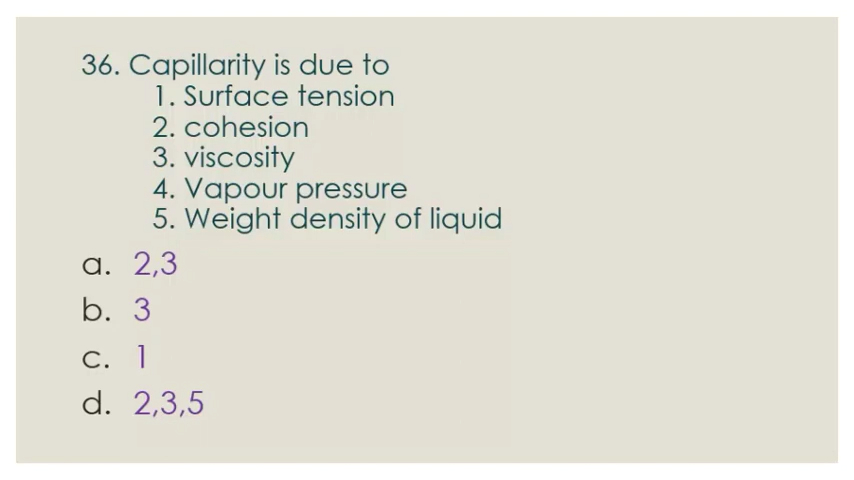 36. Capillarity is due to
1. Surface tension
2. cohesion
3. viscosity
4. Vapour pressure
5. Weight density of liquid
a. 2,3
b. 3
c. 1
d. 2,3,5